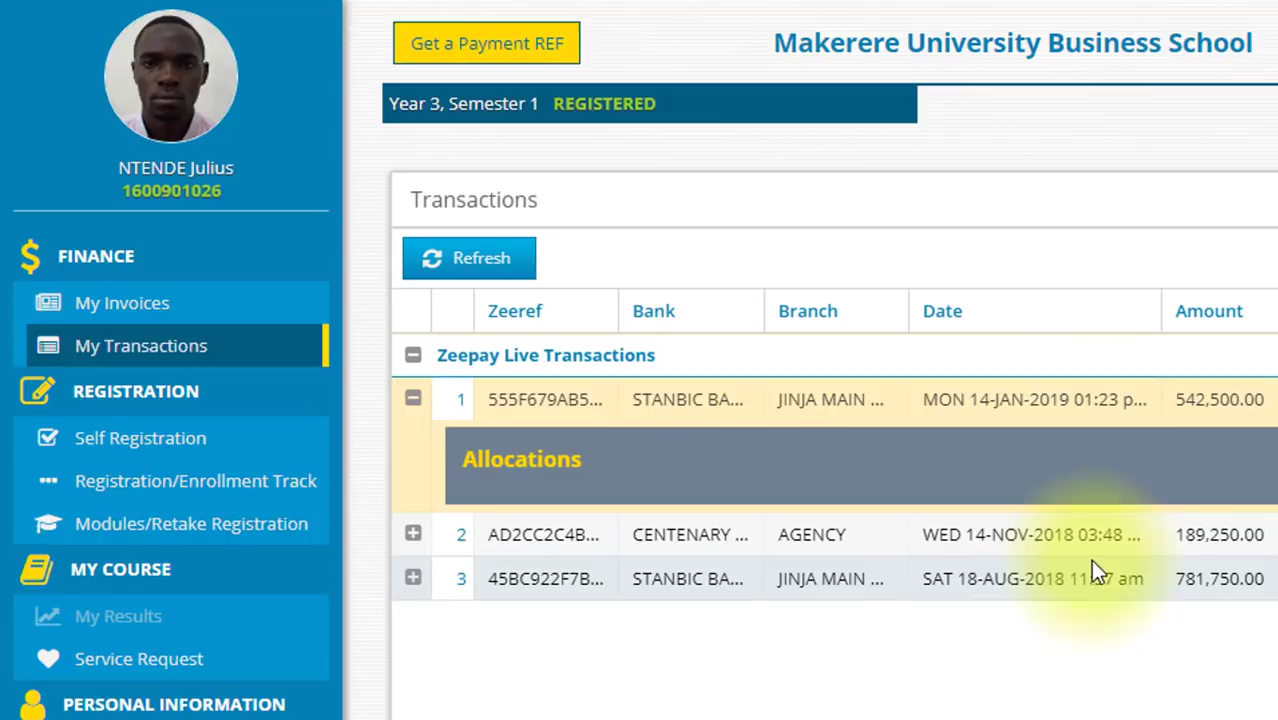 Get a Payment REF
Makerere University Business School
Year 3, Semester 1 REGISTERED
NTENDE Julius
1600901026
FINANCE
My Invoices
My Transactions
REGISTRATION
Self Registration
Registration/Enrollment Track
Modules/Retake Registration
MY COURSE
My Results
Service Request
PERSONAL INFORMATION
Transactions
Refresh
Zeeref Bank Branch Date Amount
Zeepay Live Transactions
1 555F679AB5... STANBIC BA... JINJA MAIN ... MON 14-JAN-2019 01:23 p... 542,500.00
Allocations
2 AD2CC2C4B... CENTENARY ... AGENCY WED 14-NOV-2018 03:48 ... 189,250.00
3 45BC922F7B... STANBIC BA... JINJA MAIN ... SAT 18-AUG-2018 am 781,750.00